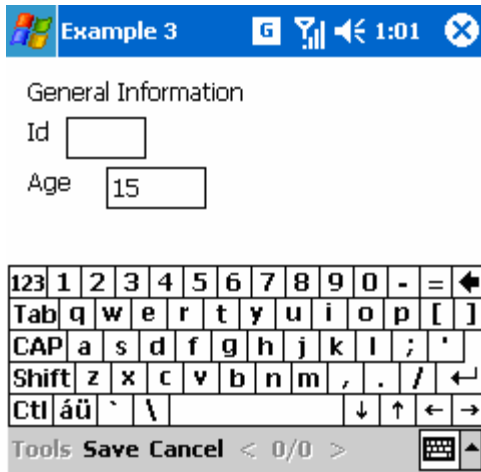 Example 3 G 1:01
General Information
Id
Age 15
123 1 2 3 4 5 6 7 8 9 0 - =
Tab q w e r t y u i o p [ ]
CAP a s d f g h j k l ; '
Shift z x c v b n m , . /
Ctl áü ` \ ↓ ↑ ← →
Tools Save Cancel < 0/0 >